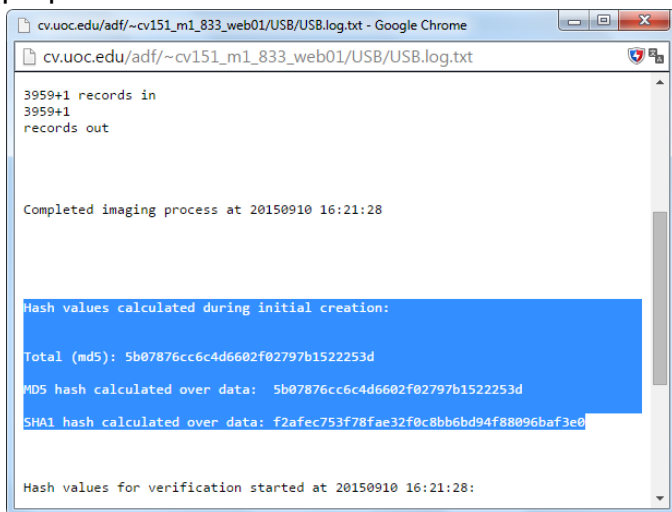 cv.uoc.edu/adf/~cv151_m1_833_web01/USB/USB.log.txt - Google Chrome
cv.uoc.edu/adf/~cv151_m1_833_web01/USB/USB.log.txt
3959+1 records in
3959+1
records out
Completed imaging process at 20150910 16:21:28
Hash values calculated during initial creation:
Total (md5): 5b07876cc6c4d6602f02797b1522253d
MD5 hash calculated over data:  5b07876cc6c4d6602f02797b1522253d
SHA1 hash calculated over data: f2afec753f78fae32f0c8bb6bd94f88096baf3e0
Hash values for verification started at 20150910 16:21:28: